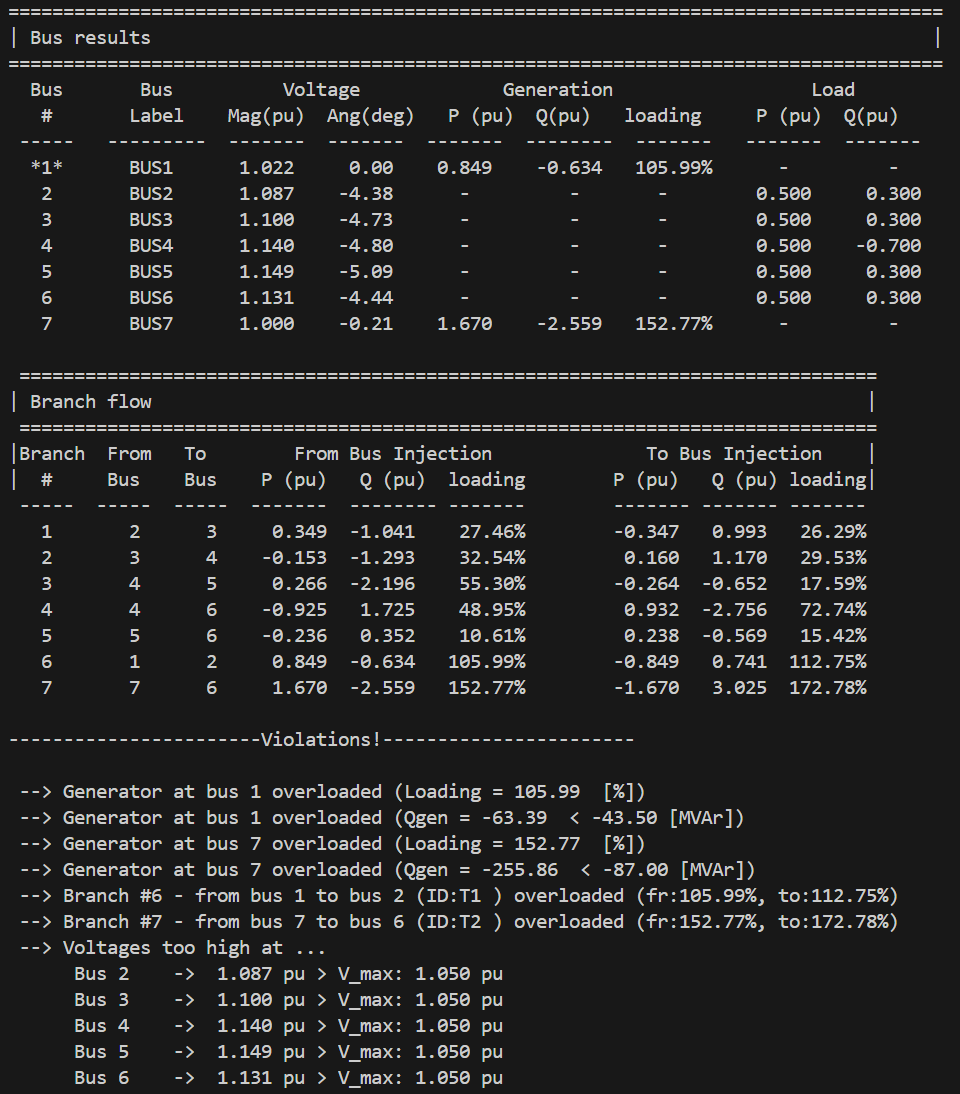 =====================================================================================
| Bus results                                                                       |
=====================================================================================
  Bus       Bus          Voltage             Generation                  Load
   #       Label    Mag(pu)  Ang(deg)   P (pu)  Q(pu)   loading     P (pu)  Q(pu)
 -----   ---------  -------  -------  -------  --------  -------   -------  -------
  *1*      BUS1      1.022     0.00    0.849    -0.634   105.99%      -         -
   2       BUS2      1.087    -4.38      -         -       -        0.500     0.300
   3       BUS3      1.100    -4.73      -         -       -        0.500     0.300
   4       BUS4      1.140    -4.80      -         -       -        0.500    -0.700
   5       BUS5      1.149    -5.09      -         -       -        0.500     0.300
   6       BUS6      1.131    -4.44      -         -       -        0.500     0.300
   7       BUS7      1.000    -0.21    1.670    -2.559   152.77%      -         -
 ==============================================================================
| Branch flow                                                                 |
 ==============================================================================
|Branch  From   To        From Bus Injection              To Bus Injection    |
|  #     Bus    Bus    P (pu)   Q (pu)  loading        P (pu)   Q (pu) loading|
 -----  -----  -----  -------  -------- -------        ------- ------- -------
   1       2      3     0.349  -1.041    27.46%        -0.347   0.993   26.29%
   2       3      4    -0.153  -1.293    32.54%         0.160   1.170   29.53%
   3       4      5     0.266  -2.196    55.30%        -0.264  -0.652   17.59%
   4       4      6    -0.925   1.725    48.95%         0.932  -2.756   72.74%
   5       5      6    -0.236   0.352    10.61%         0.238  -0.569   15.42%
   6       1      2     0.849  -0.634   105.99%        -0.849   0.741  112.75%
   7       7      6     1.670  -2.559   152.77%        -1.670   3.025  172.78%
-----------------------Violations!-----------------------
 --> Generator at bus 1 overloaded (Loading = 105.99  [%])
 --> Generator at bus 1 overloaded (Qgen = -63.39  < -43.50 [MVAr])
 --> Generator at bus 7 overloaded (Loading = 152.77  [%])
 --> Generator at bus 7 overloaded (Qgen = -255.86  < -87.00 [MVAr])
 --> Branch #6 - from bus 1 to bus 2 (ID:T1 ) overloaded (fr:105.99%, to:112.75%)
 --> Branch #7 - from bus 7 to bus 6 (ID:T2 ) overloaded (fr:152.77%, to:172.78%)
 --> Voltages too high at ...
      Bus 2    ->  1.087 pu > V_max: 1.050 pu
      Bus 3    ->  1.100 pu > V_max: 1.050 pu
      Bus 4    ->  1.140 pu > V_max: 1.050 pu
      Bus 5    ->  1.149 pu > V_max: 1.050 pu
      Bus 6    ->  1.131 pu > V_max: 1.050 pu